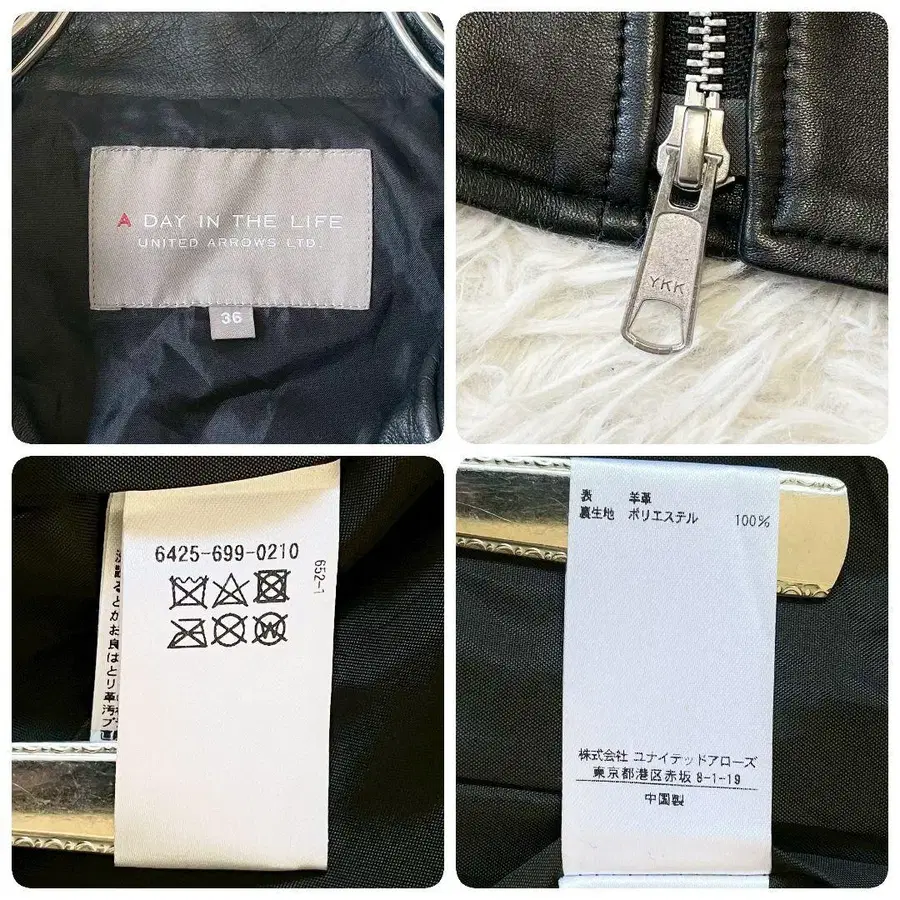 A DAY IN THE LIFE
UNITED ARROWS LTD.
36
YKK
6425-699-0210
652-1
W
表 羊革
裏生地 ポリエステル 100%
株式会社 ユナイテッドアローズ
東京都港区赤坂 8-1-19
中国製